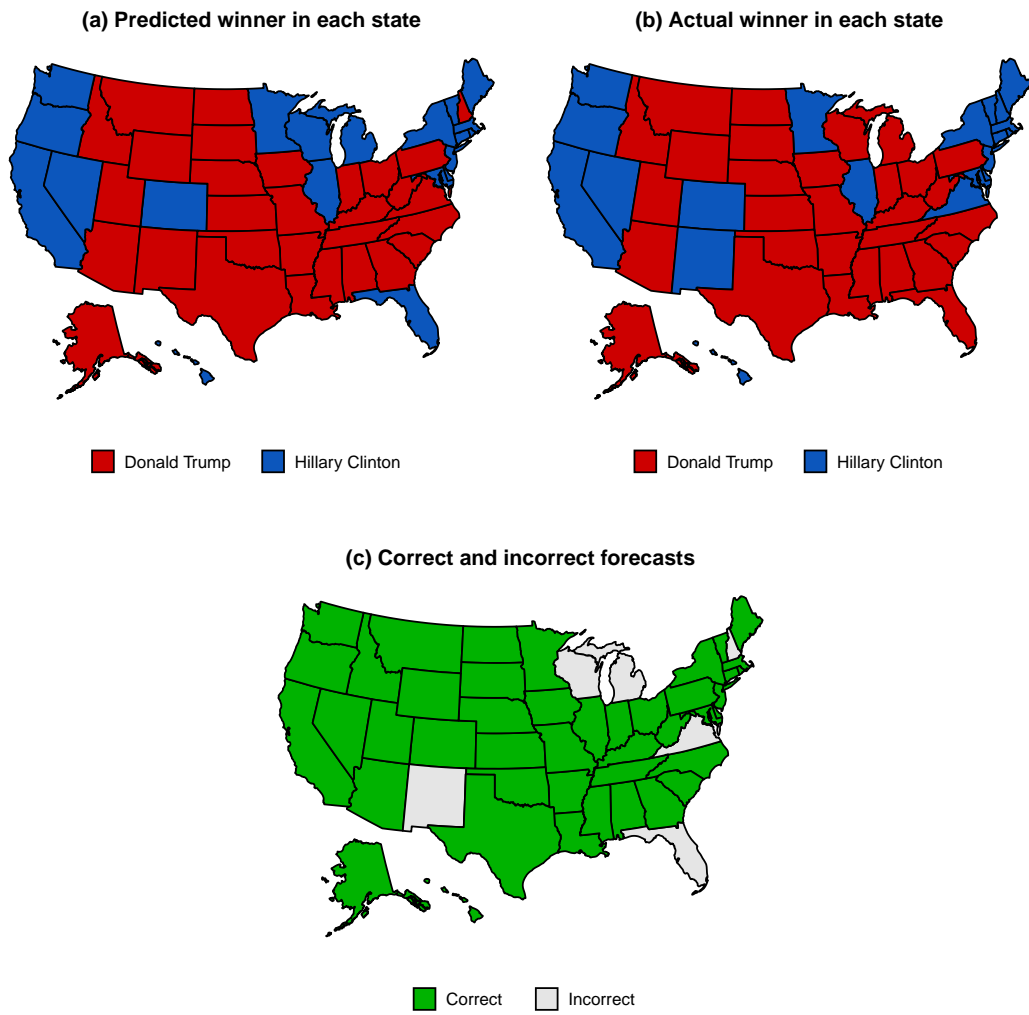 (a) Predicted winner in each state
(b) Actual winner in each state
Donald Trump
Hillary Clinton
Donald Trump
Hillary Clinton
(c) Correct and incorrect forecasts
Correct
Incorrect